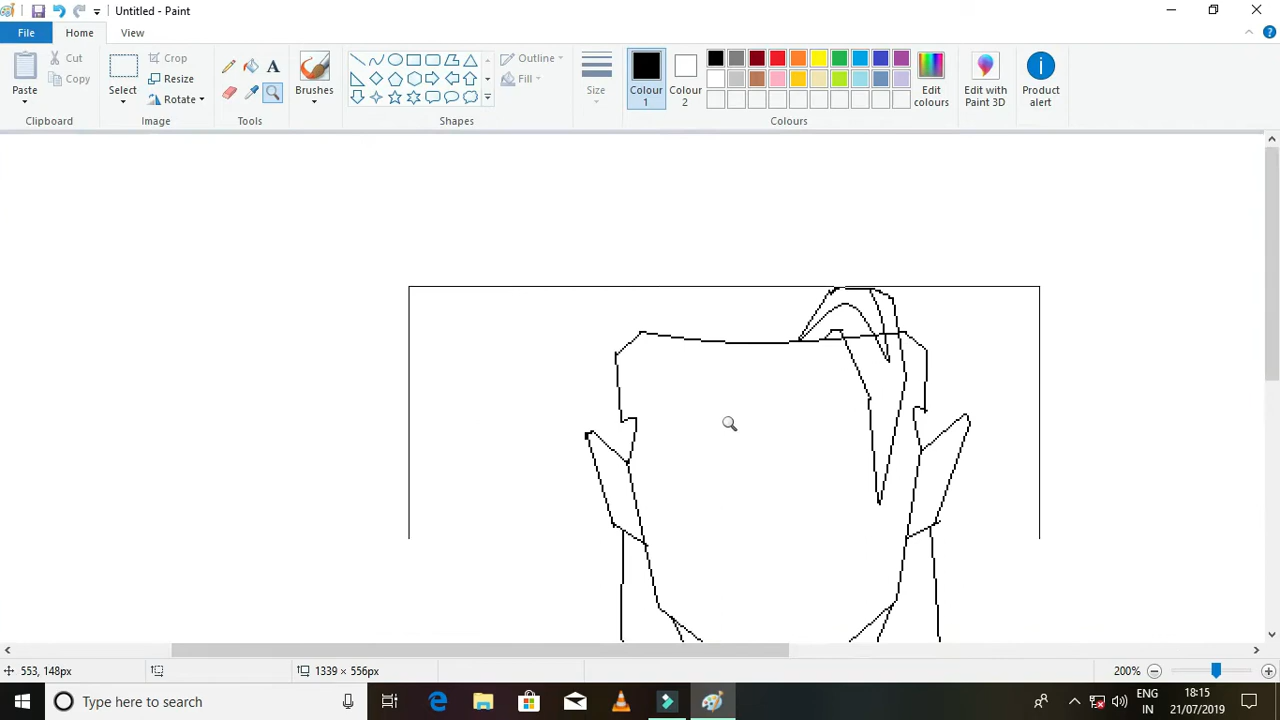 Untitled - Paint
File
Home
View
Paste
Cut
Copy
Clipboard
Select
Crop
Resize
Rotate
Image
A
Tools
Brushes
Shapes
Outline
Fill
Size
Colour 1
Colour 2
Colours
Edit colours
Edit with Paint 3D
Product alert
553, 148px
1339 × 556px
200%
Type here to search
ENG
IN
18:15
21/07/2019